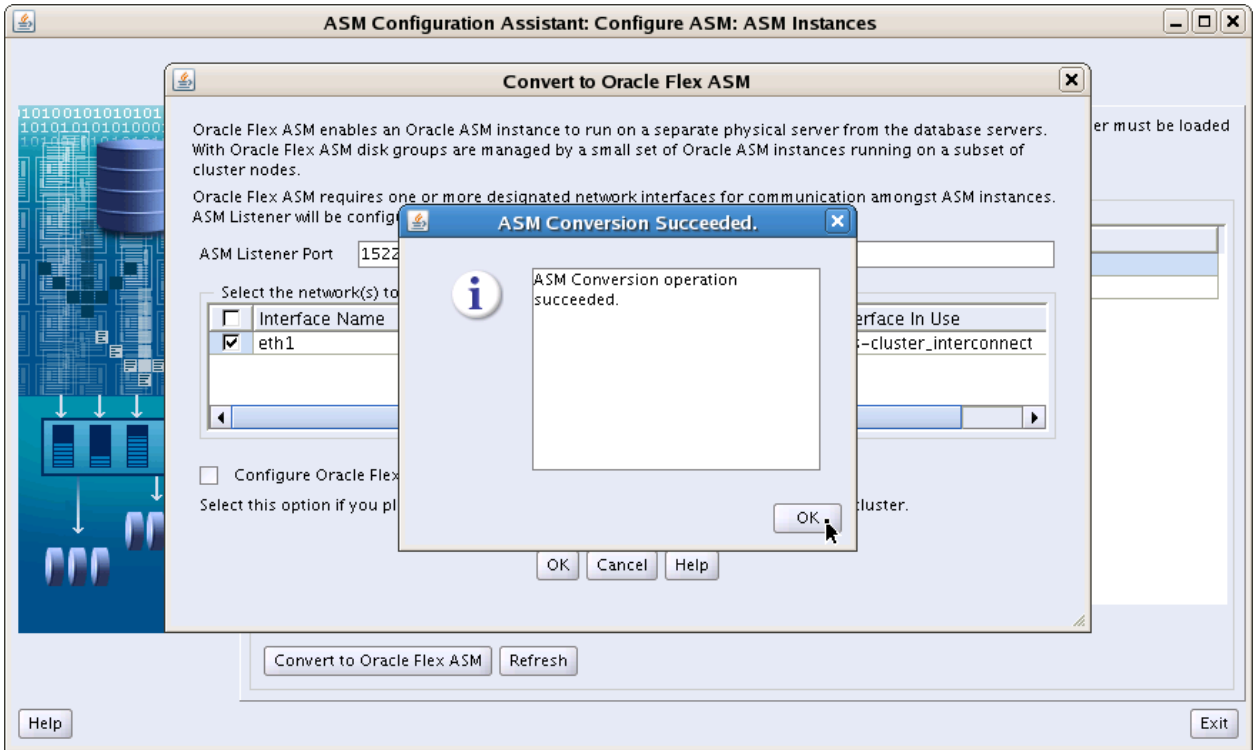 ASM Configuration Assistant: Configure ASM: ASM Instances
Convert to Oracle Flex ASM
er must be loaded
Oracle Flex ASM enables an Oracle ASM instance to run on a separate physical server from the database servers.
With Oracle Flex ASM disk groups are managed by a small set of Oracle ASM instances running on a subset of
cluster nodes.
Oracle Flex ASM requires one or more designated network interfaces for communication amongst ASM instances.
ASM Listener will be config
ASM Conversion Succeeded.
ASM Listener Port 1522
ASM Conversion operation
succeeded.
Select the network(s) to
Interface Name
erface In Use
eth1
s-cluster_interconnect
Configure Oracle Flex
Select this option if you pl
cluster.
OK
OK Cancel Help
Convert to Oracle Flex ASM Refresh
Help
Exit